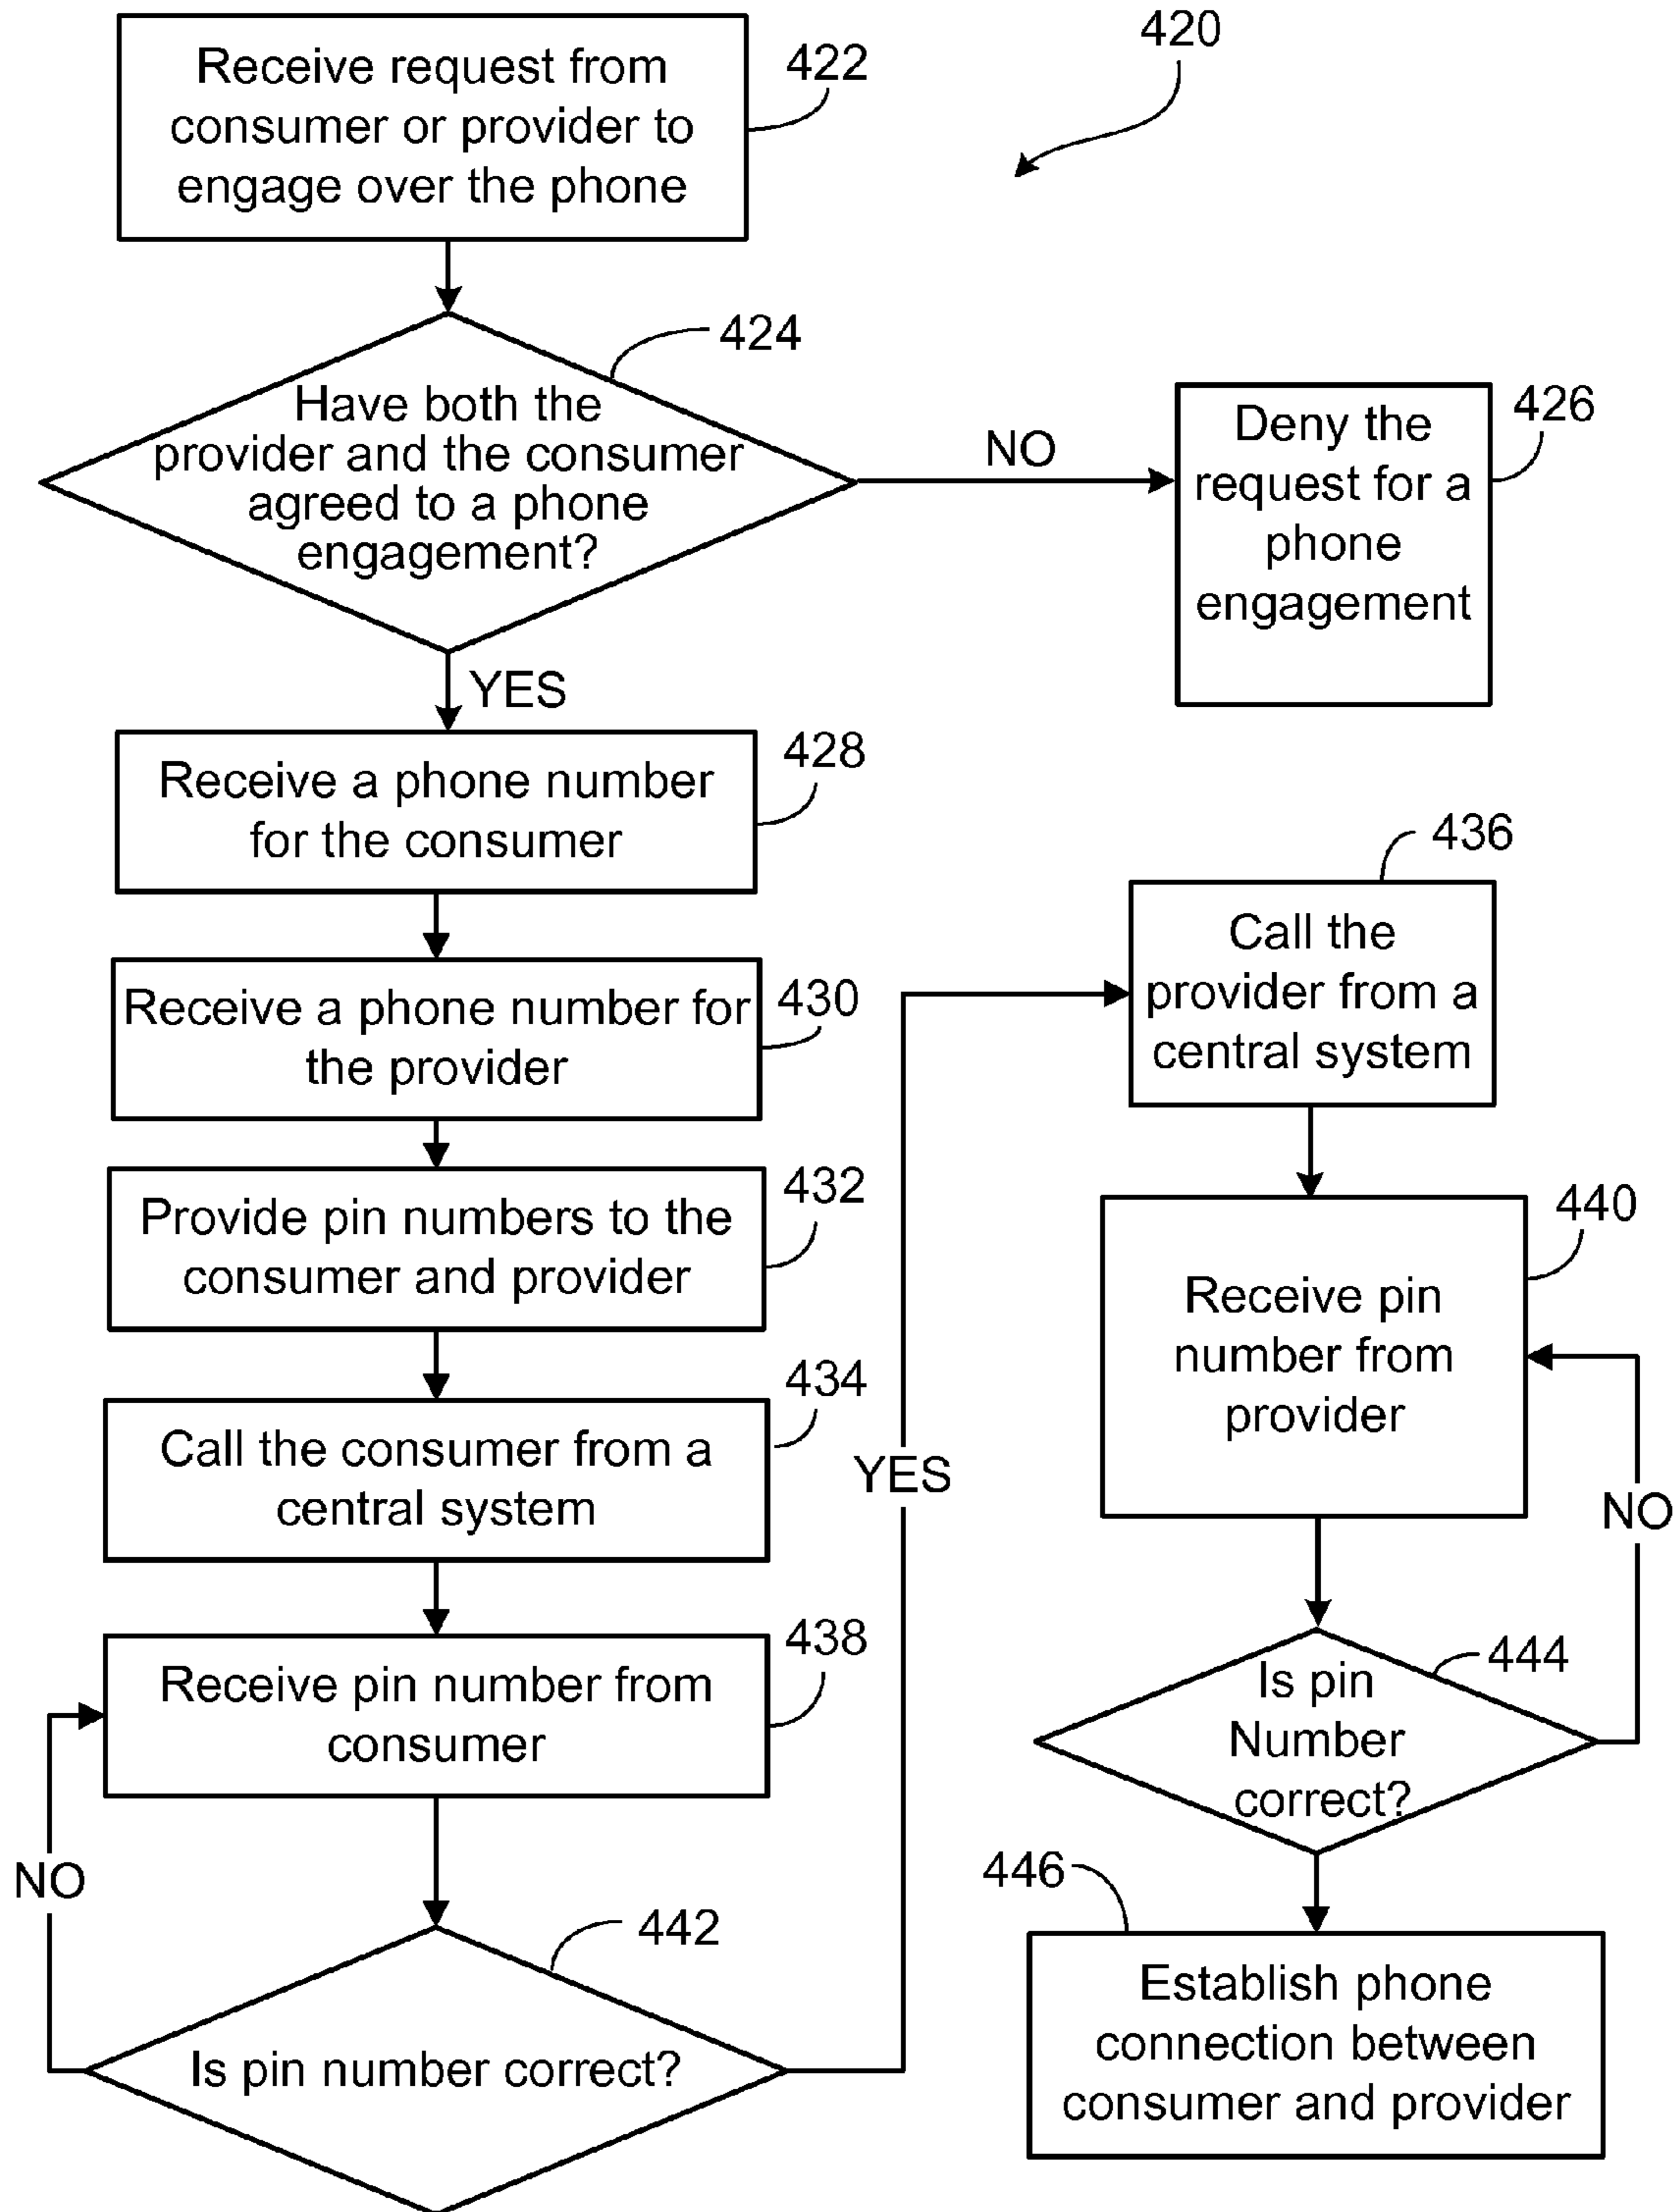 420
Receive request from
consumer or provider to
engage over the phone
422
424
Have both the
provider and the consumer
agreed to a phone
engagement?
NO
Deny the
request for a
phone
engagement
426
YES
Receive a phone number
for the consumer
428
Receive a phone number for
the provider
430
Provide pin numbers to the
consumer and provider
432
Call the consumer from a
central system
434
Receive pin number from
consumer
438
NO
Is pin number correct?
442
YES
436
Call the
provider from a
central system
Receive pin
number from
provider
440
NO
Is pin
Number
correct?
444
446
Establish phone
connection between
consumer and provider